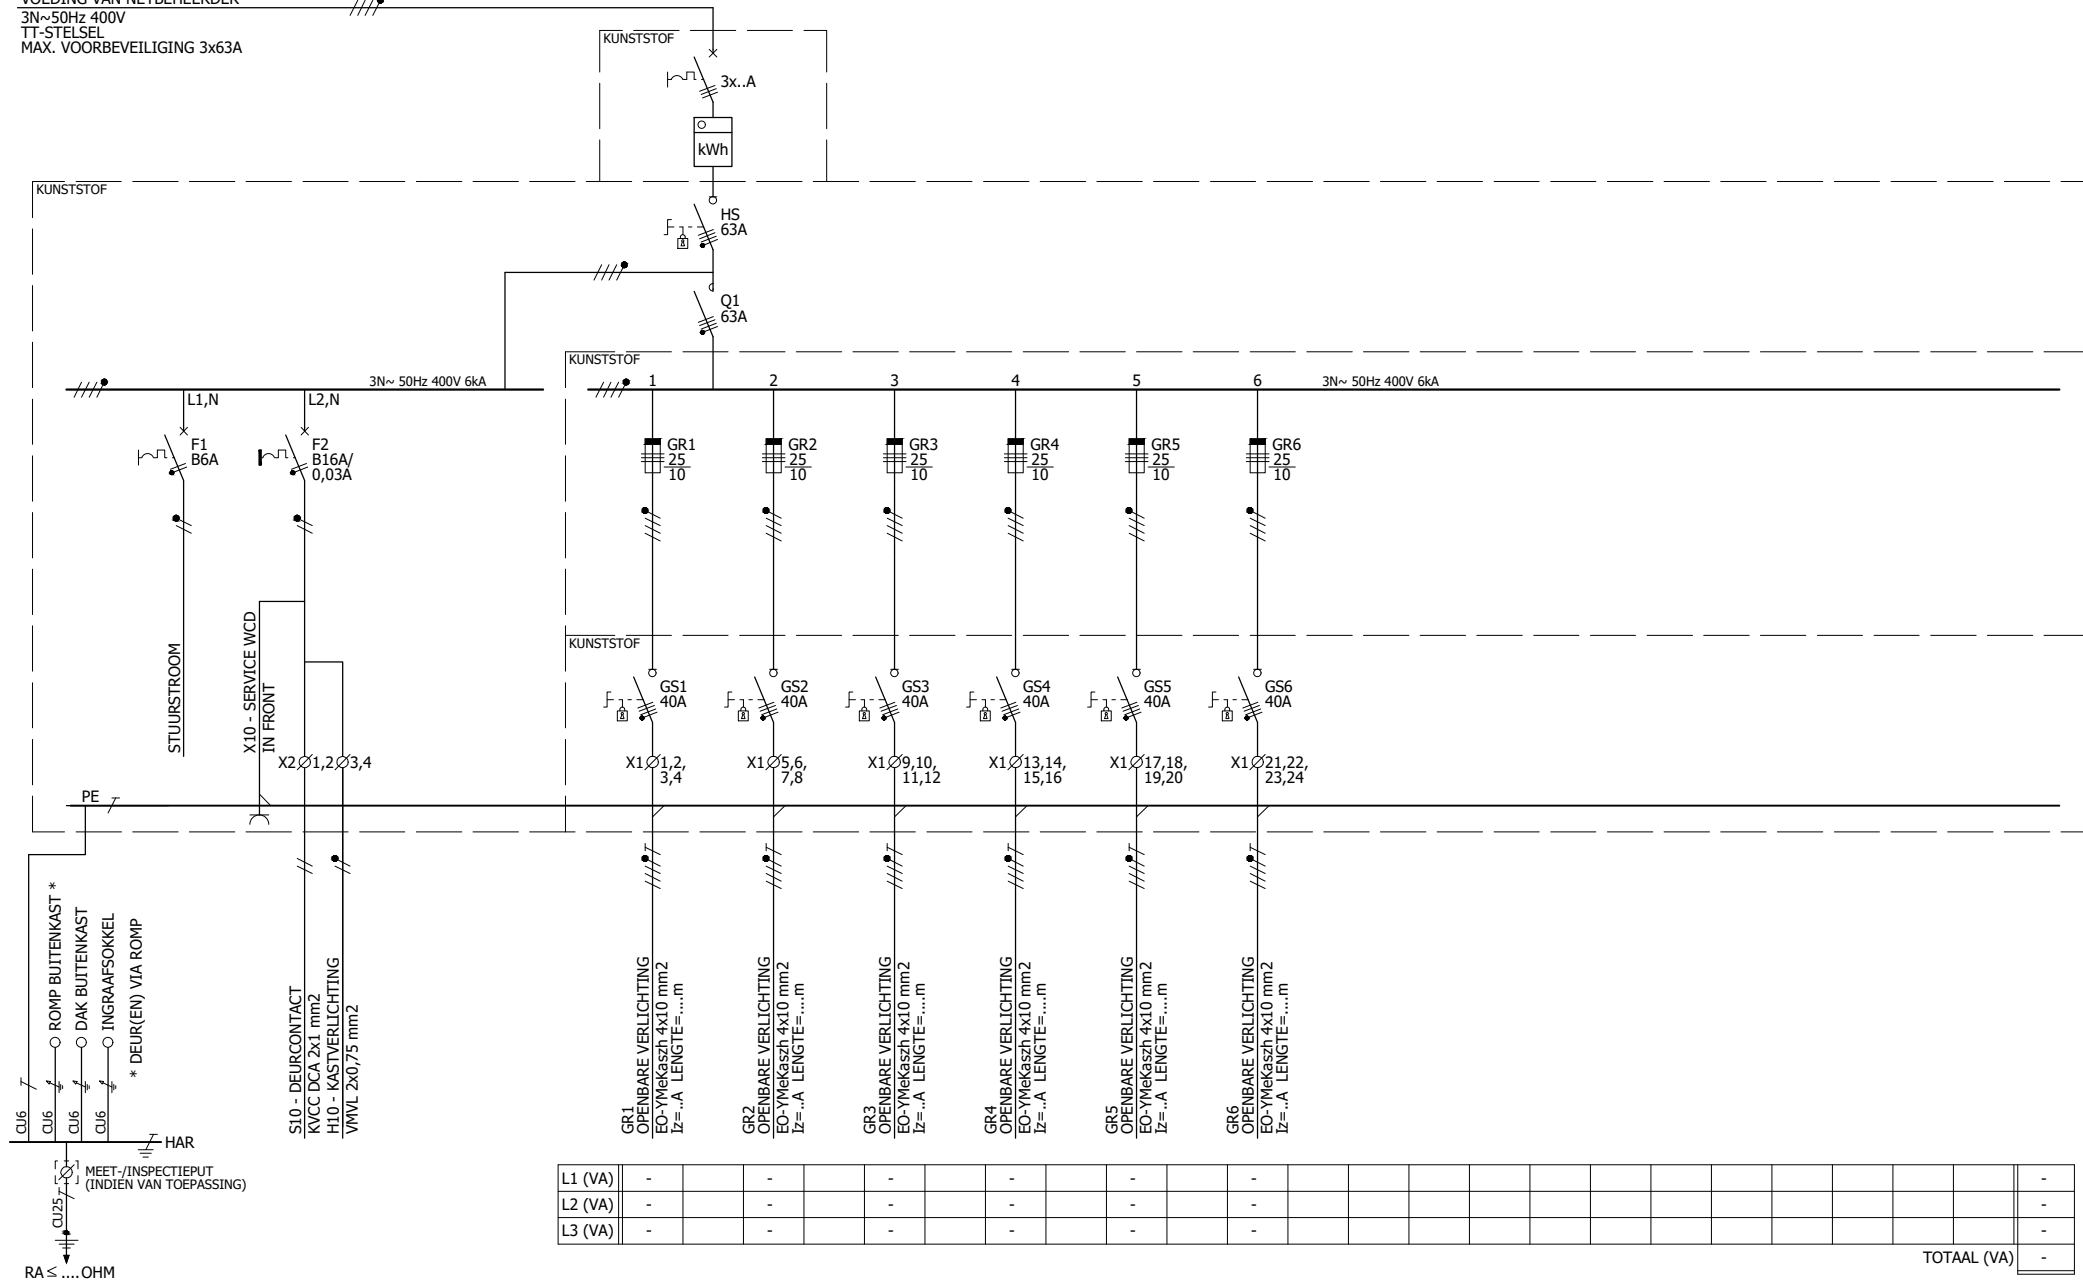 VOEDING VAN NETBEHEERDER
3N~50Hz 400V
TT-STELSEL
MAX. VOORBEVEILIGING 3x63A
KUNSTSTOF
3x..A
kWh
KUNSTSTOF
HS
63A
Q1
63A
KUNSTSTOF
3N~ 50Hz 400V 6kA
1 2 3 4 5 6
3N~ 50Hz 400V 6kA
L1,N
L2,N
F1
B6A
F2
B16A/
0,03A
GR1
25
10
GR2
25
10
GR3
25
10
GR4
25
10
GR5
25
10
GR6
25
10
STUURSTROOM
X10 - SERVICE WCD
IN FRONT
KUNSTSTOF
GS1
40A
GS2
40A
GS3
40A
GS4
40A
GS5
40A
GS6
40A
X2 1,2 3,4
X1 1,2,
3,4
X1 5,6,
7,8
X1 9,10,
11,12
X1 13,14,
15,16
X1 17,18,
19,20
X1 21,22,
23,24
PE
CU6
CU6
ROMP BUITENKAST *
CU6
DAK BUITENKAST
CU6
INGRAAFSOKKEL
* DEUR(EN) VIA ROMP
S10 - DEURCONTACT
KVCC DCA 2x1 mm2
H10 - KASTVERLICHTING
VMVL 2x0,75 mm2
GR1
OPENBARE VERLICHTING
EO-YMeKaszh 4x10 mm2
Iz=..A LENGTE=....m
GR2
OPENBARE VERLICHTING
EO-YMeKaszh 4x10 mm2
Iz=..A LENGTE=....m
GR3
OPENBARE VERLICHTING
EO-YMeKaszh 4x10 mm2
Iz=..A LENGTE=....m
GR4
OPENBARE VERLICHTING
EO-YMeKaszh 4x10 mm2
Iz=..A LENGTE=....m
GR5
OPENBARE VERLICHTING
EO-YMeKaszh 4x10 mm2
Iz=..A LENGTE=....m
GR6
OPENBARE VERLICHTING
EO-YMeKaszh 4x10 mm2
Iz=..A LENGTE=....m
HAR
MEET-/INSPECTIEPUT
(INDIEN VAN TOEPASSING)
CU25
RA≤ ....OHM
L1 (VA) - - - - - - -
L2 (VA) - - - - - - -
L3 (VA) - - - - - - -
TOTAAL (VA) -